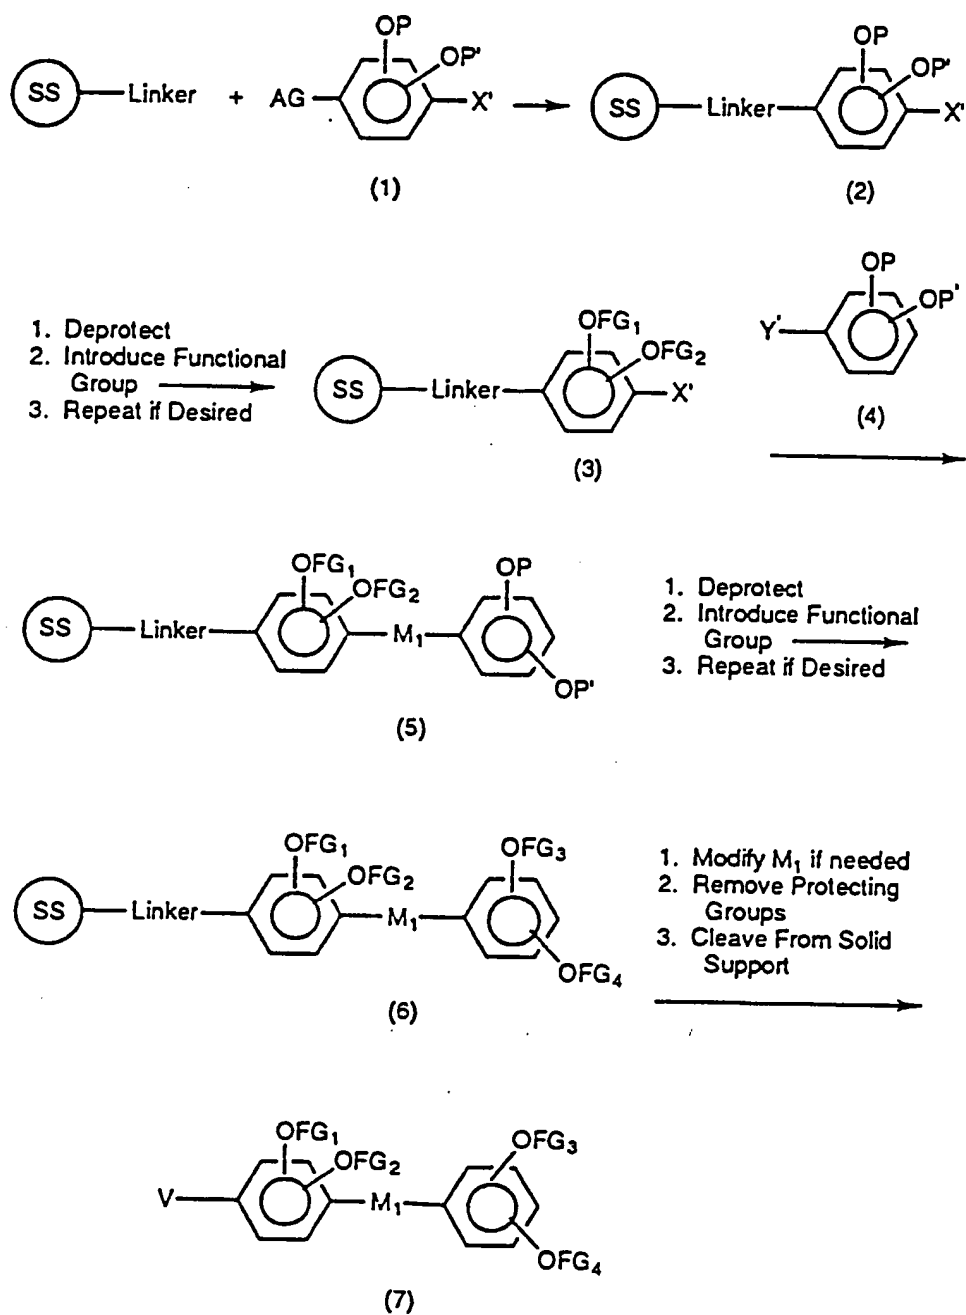 OP
OP'
SS
Linker
+
AG
X'
(1)
OP
OP'
SS
Linker
X'
(2)
1. Deprotect
2. Introduce Functional
Group
3. Repeat if Desired
OFG1
OFG2
SS
Linker
X'
(3)
OP
OP'
Y'
(4)
OFG1
OFG2
SS
Linker
M1
OP
OP'
(5)
1. Deprotect
2. Introduce Functional
Group
3. Repeat if Desired
OFG1
OFG2
SS
Linker
M1
OFG3
OFG4
(6)
1. Modify M1 if needed
2. Remove Protecting
Groups
3. Cleave From Solid
Support
OFG1
OFG2
V
M1
OFG3
OFG4
(7)